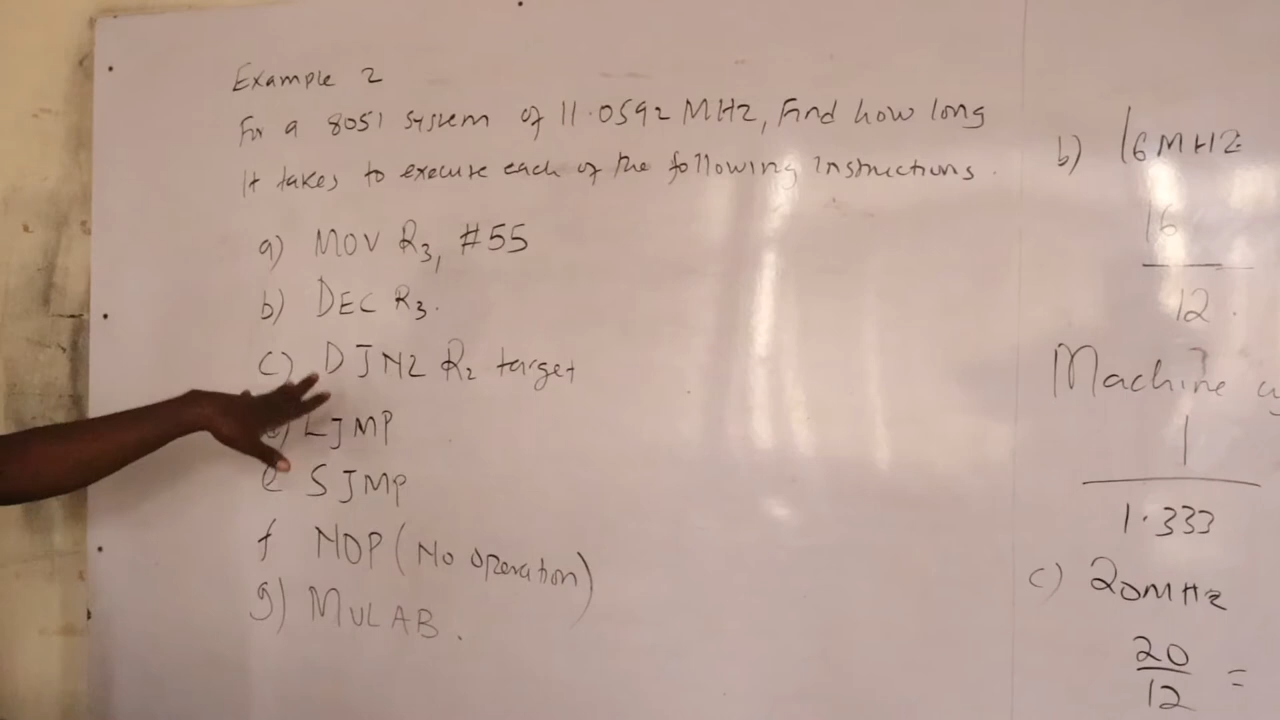 Example 2
For a 8051 system of 11.0592 MHz, Find how long
It takes to execute each of the following Instructions.
a) MOV R3, #55
b) DEC R3.
c) DJNZ R2 target
LJMP
e SJMP
f NOP (No operation)
g) MUL AB.
b) 16MHZ
16
12.
Machine
1
1.333
c) 20MHz
20
12 =